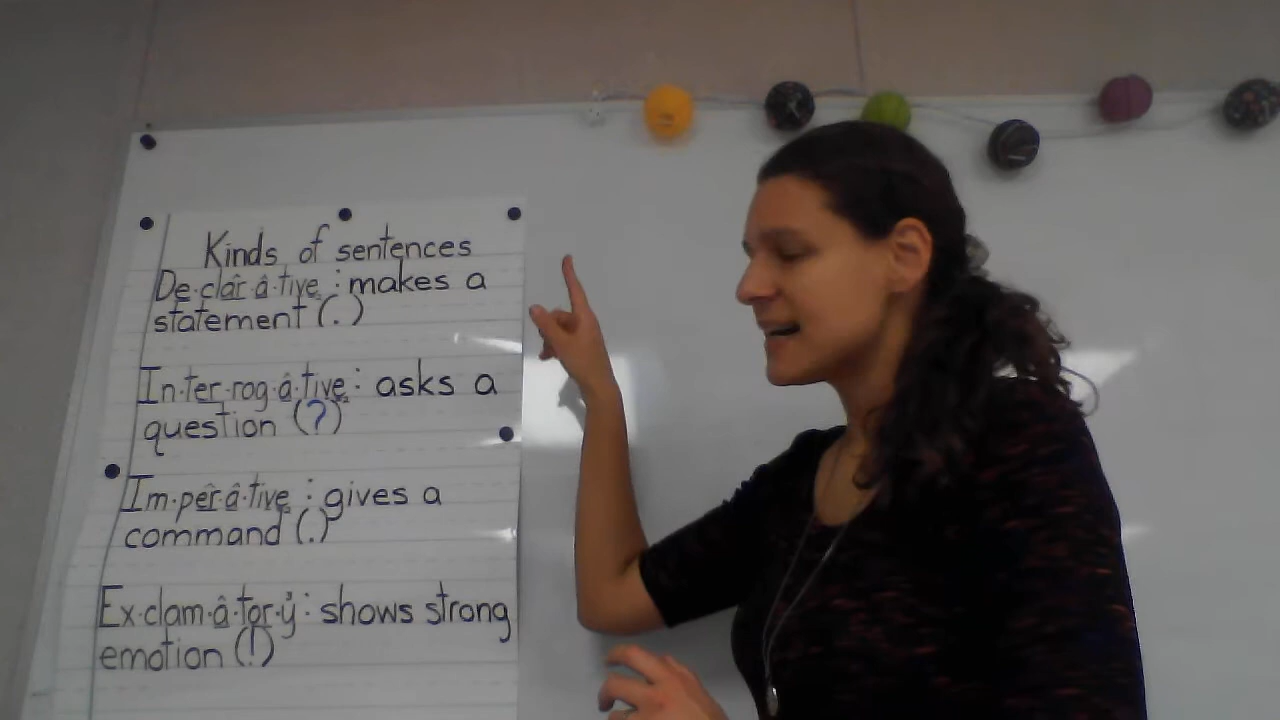 Kinds of sentences
De·clar·â·tive : makes a
statement (.)
In·ter·rog·â·tive : asks a
question (?)
Im·per·â·tive : gives a
command (.)
Ex·clam·â·tor·y : shows strong
emotion (!)